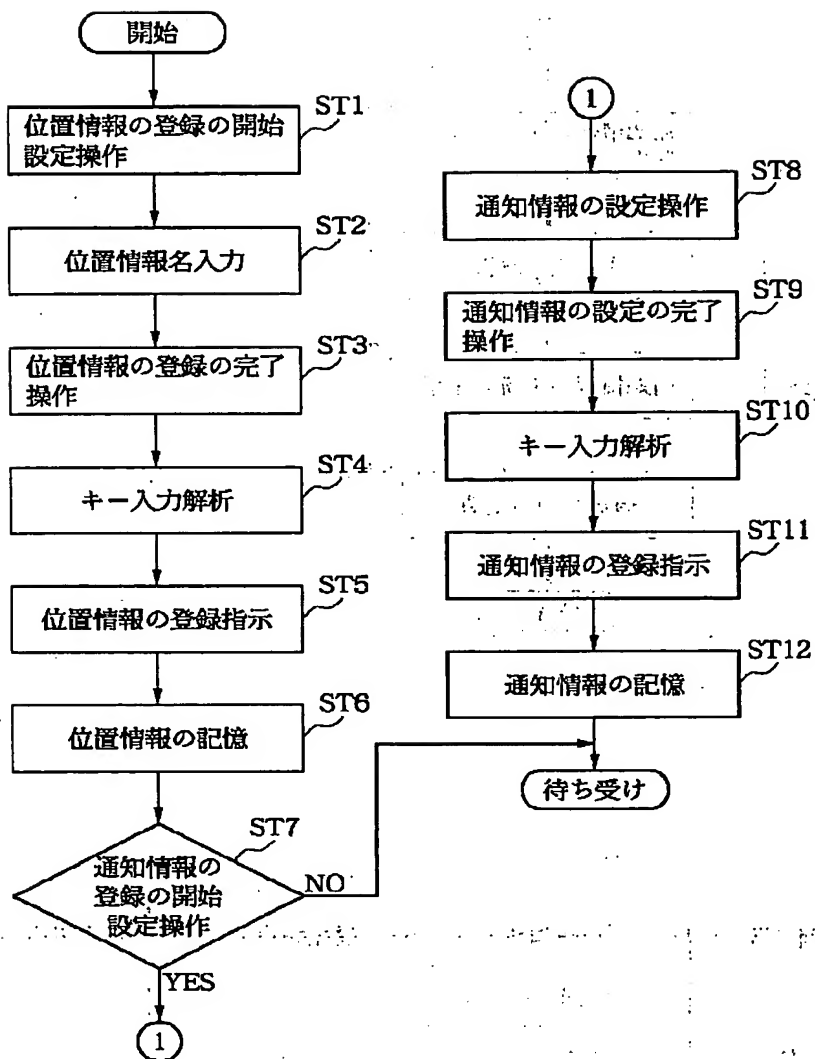 開始
ST1
位置情報の登録の開始
設定操作
ST2
位置情報名入力
ST3
位置情報の登録の完了
操作
ST4
キー入力解析
ST5
位置情報の登録指示
ST6
位置情報の記憶
ST7
通知情報の
登録の開始
設定操作
NO
YES
1
1
ST8
通知情報の設定操作
ST9
通知情報の設定の完了
操作
ST10
キー入力解析
ST11
通知情報の登録指示
ST12
通知情報の記憶
待ち受け